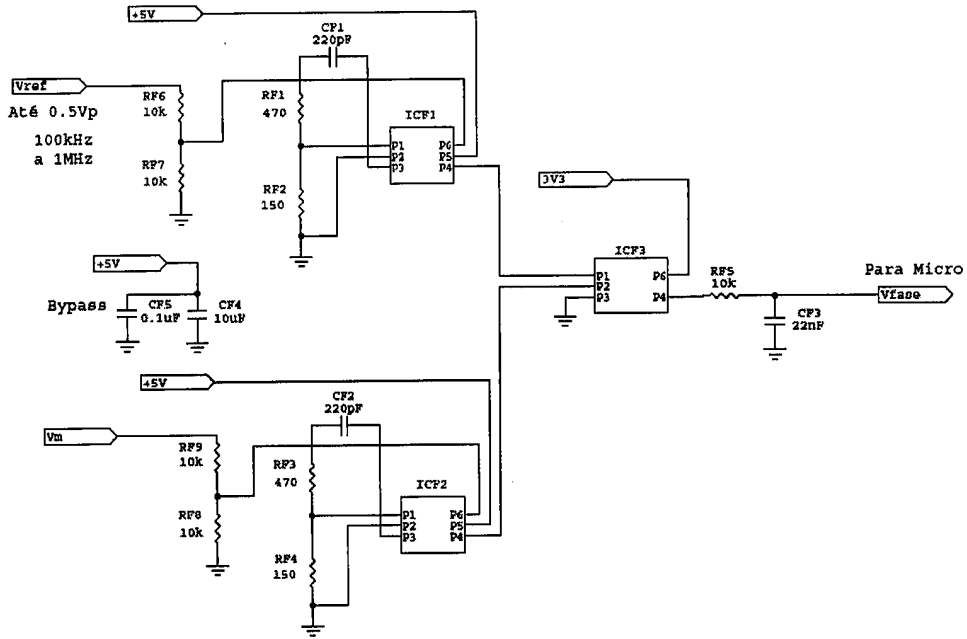 +5V
CF1
220pF
Vref
Até 0.5Vp
100kHz
a 1MHz
RF6
10k
RF1
470
ICF1
P1
P2
P3
P6
P5
P4
RF7
10k
RF2
150
3V3
+5V
Bypass
CF5
0.1uF
CF4
10uF
ICF3
P1
P2
P3
P6
P4
RF5
10k
Para Micro
Vfase
CF3
22nF
+5V
CF2
220pF
Vm
RF9
10k
RF3
470
ICF2
P1
P2
P3
P6
P5
P4
RF8
10k
RF4
150